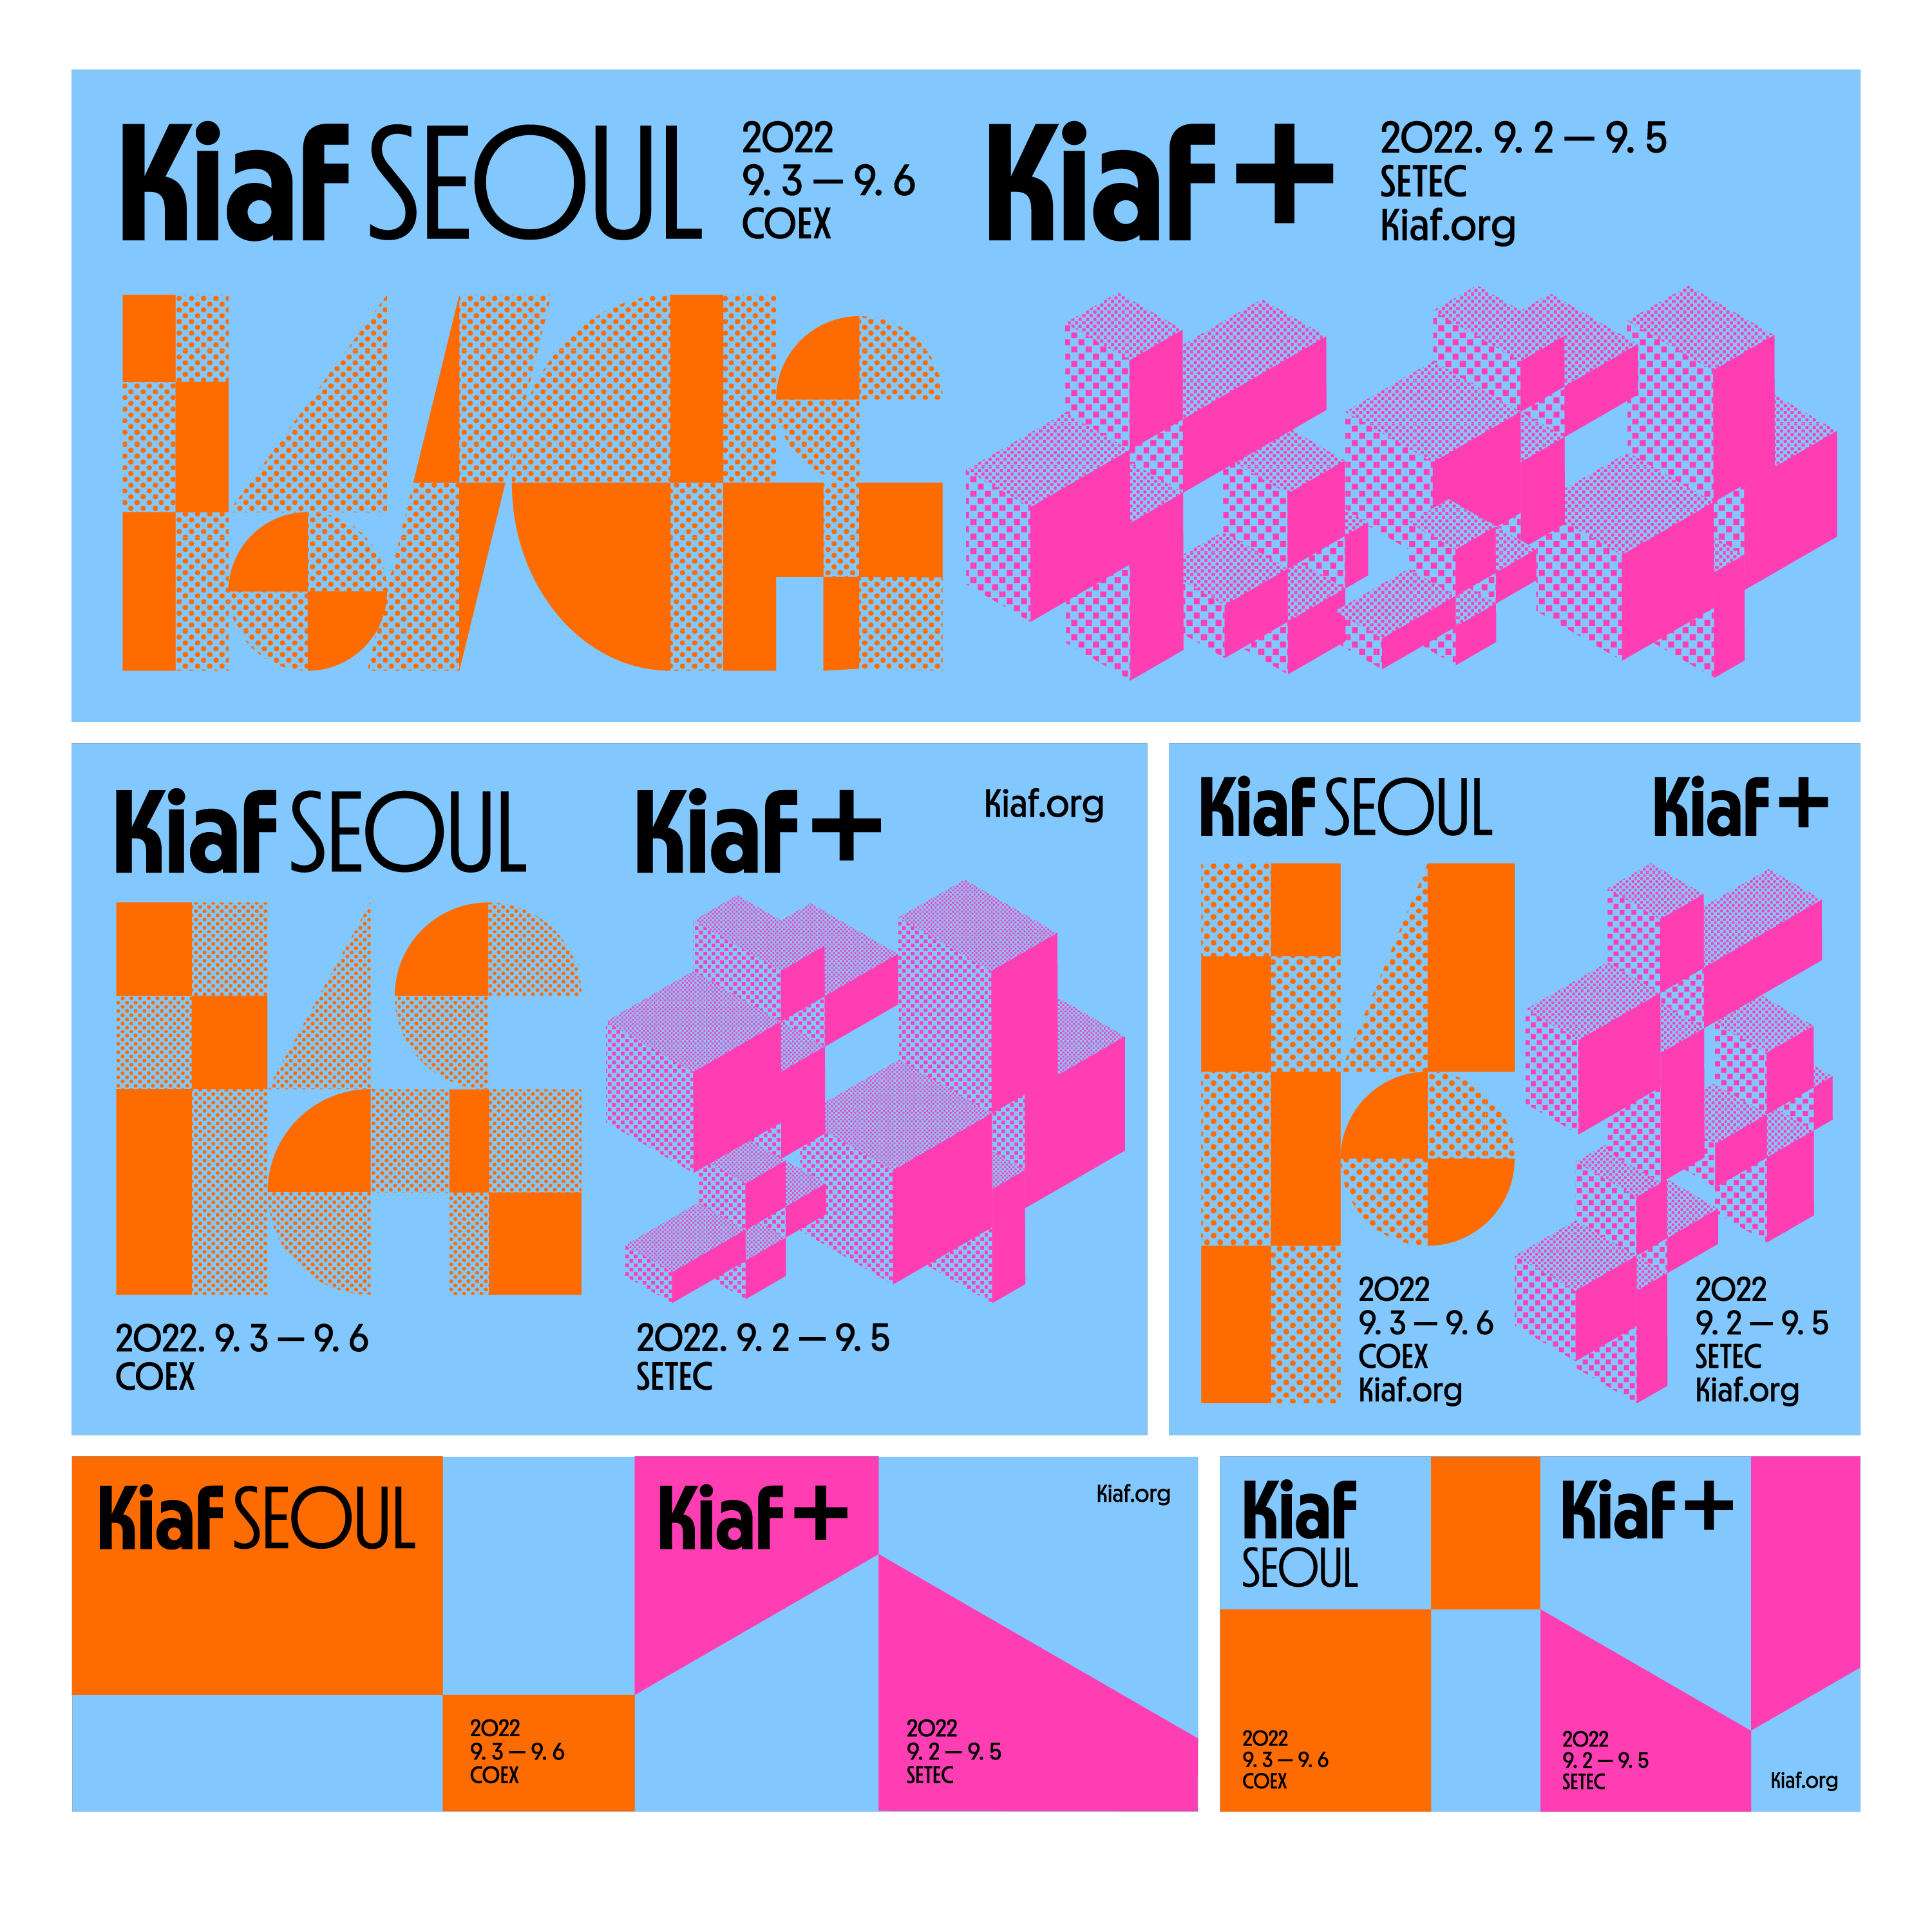 Kiaf SEOUL
2022
9. 3 — 9. 6
COEX
Kiaf +
2022. 9. 2 — 9. 5
SETEC
Kiaf.org
Kiaf SEOUL
2022. 9. 3 — 9. 6
COEX
Kiaf +
Kiaf.org
2022. 9. 2 — 9. 5
SETEC
Kiaf SEOUL
2022
9. 3 — 9. 6
COEX
Kiaf.org
Kiaf +
2022
9. 2 — 9. 5
SETEC
Kiaf.org
Kiaf SEOUL
2022
9. 3 — 9. 6
COEX
Kiaf +
2022
9. 2 — 9. 5
SETEC
Kiaf.org
Kiaf
SEOUL
2022
9. 3 — 9. 6
COEX
Kiaf +
2022
9. 2 — 9. 5
SETEC
Kiaf.org